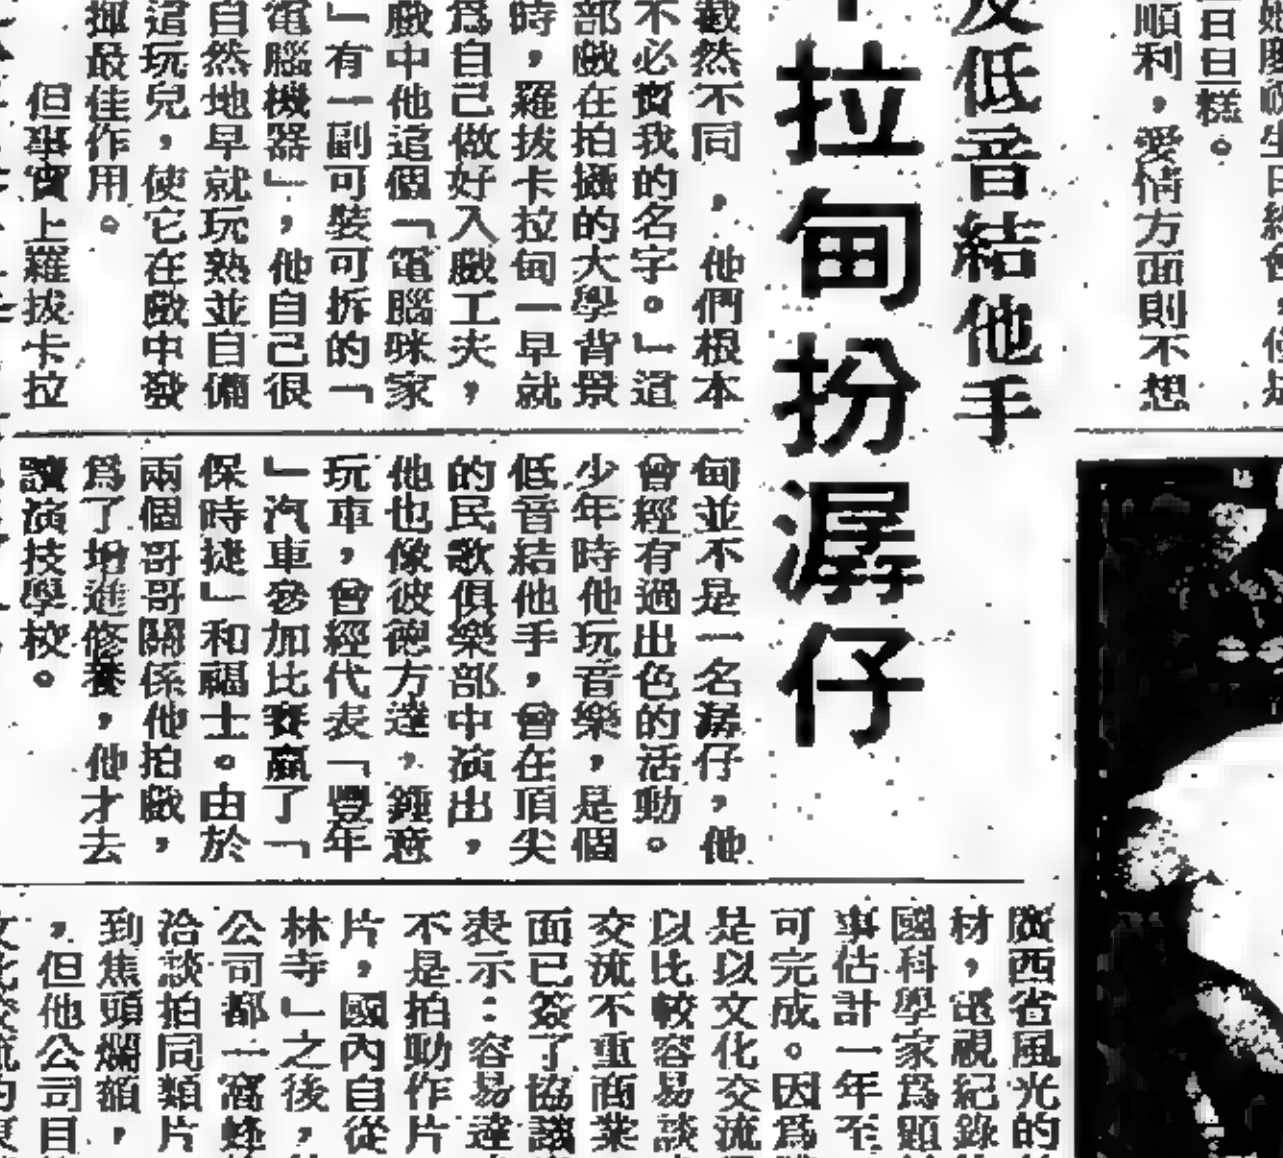 順利，愛情方面則不想
日日糕。
及低音結他手
拉甸扮潺仔
截然不同，他們根本
不必賣我的名字。」這
部戲在拍攝的大學背景
時，羅拔卡拉甸一早就
為自己做好入戲工夫，
戲中他這個「電腦咪家
」有一副可裝可拆的「
電腦機器」，他自己很
自然地早就玩熟並自備
這玩兒，使它在戲中發
揮最佳作用。
但事實上羅拔卡拉
甸並不是一名潺仔，他
曾經有過出色的活動。
少年時他玩音樂，是個
低音結他手，曾在頂尖
的民歌俱樂部中演出，
他也像彼德方達，鍾意
玩車，曾經代表「豐年
」汽車參加比賽贏了「
保時捷」和福士。由於
兩個哥哥關係他拍戲，
為了增進修養，他才去
讀演技學校。
廣西省風光的
材，電視紀錄
國科學家為題
事估計一年至
可完成。因為
是以文化交流
以比較容易談
交流不重商業
面已簽了協議
表示：容易達
不是拍動作片
片，國內自從
林寺」之後，
公司都一窩蜂
洽談拍同類片
到焦頭爛額，
，但他公司目